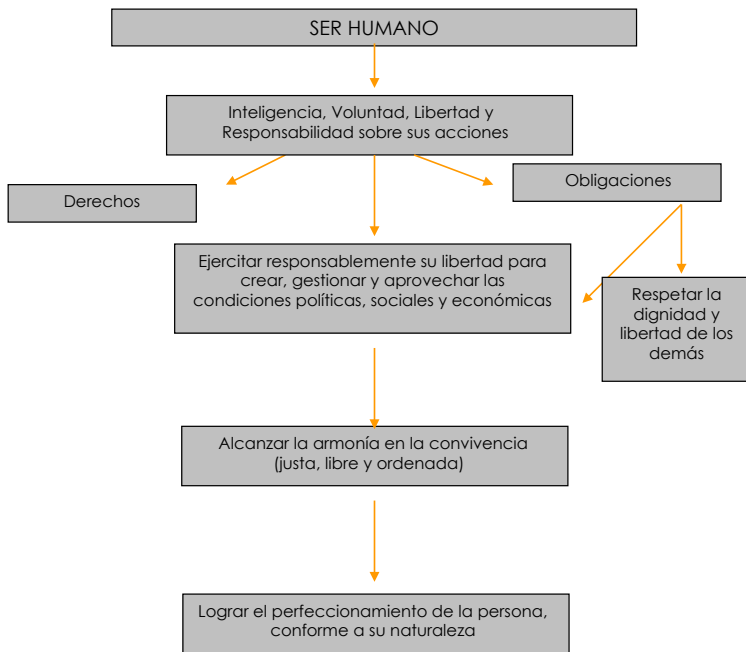 SER HUMANO
Inteligencia, Voluntad, Libertad y
Responsabilidad sobre sus acciones
Derechos
Obligaciones
Ejercitar responsablemente su libertad para
crear, gestionar y aprovechar las
condiciones políticas, sociales y económicas
Respetar la
dignidad y
libertad de los
demás
Alcanzar la armonía en la convivencia
(justa, libre y ordenada)
Lograr el perfeccionamiento de la persona,
conforme a su naturaleza